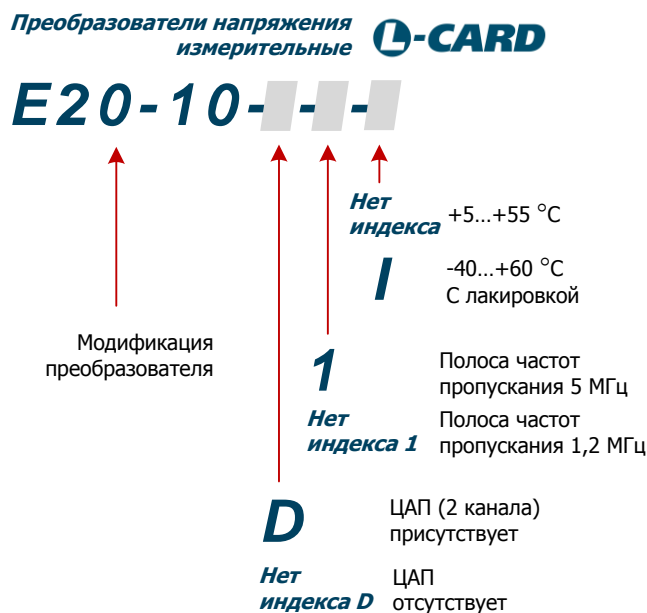 Преобразователи напряжения
измерительные
L-CARD
E20-10- - -
Нет
индекса
+5...+55 °C
I
-40...+60 °C
С лакировкой
Модификация
преобразователя
1
Полоса частот
пропускания 5 МГц
Нет
индекса 1
Полоса частот
пропускания 1,2 МГц
D
ЦАП (2 канала)
присутствует
Нет
индекса D
ЦАП
отсутствует